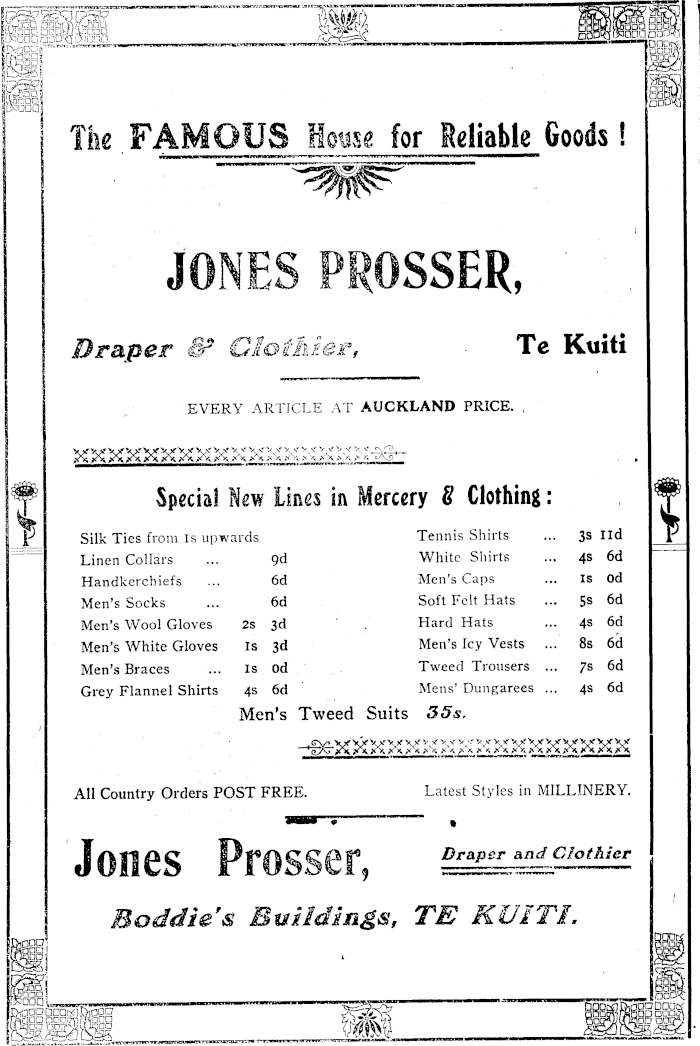 The FAMOUS House for Reliable Goods !
JONES PROSSER,
Draper & Clothier, Te Kuiti
EVERY ARTICLE AT AUCKLAND PRICE.
Special New Lines in Mercery & Clothing :
Silk Ties from 1s upwards
Linen Collars ... 9d
Handkerchiefs ... 6d
Men's Socks ... 6d
Men's Wool Gloves 2s 3d
Men's White Gloves 1s 3d
Men's Braces ... 1s 0d
Grey Flannel Shirts 4s 6d
Tennis Shirts ... 3s 11d
White Shirts ... 4s 6d
Men's Caps ... 1s 0d
Soft Felt Hats ... 5s 6d
Hard Hats ... 4s 6d
Men's Icy Vests ... 8s 6d
Tweed Trousers ... 7s 6d
Mens' Dungarees ... 4s 6d
Men's Tweed Suits 35s.
All Country Orders POST FREE. Latest Styles in MILLINERY.
Jones Prosser, Draper and Clothier
Boddie's Buildings, TE KUITI.